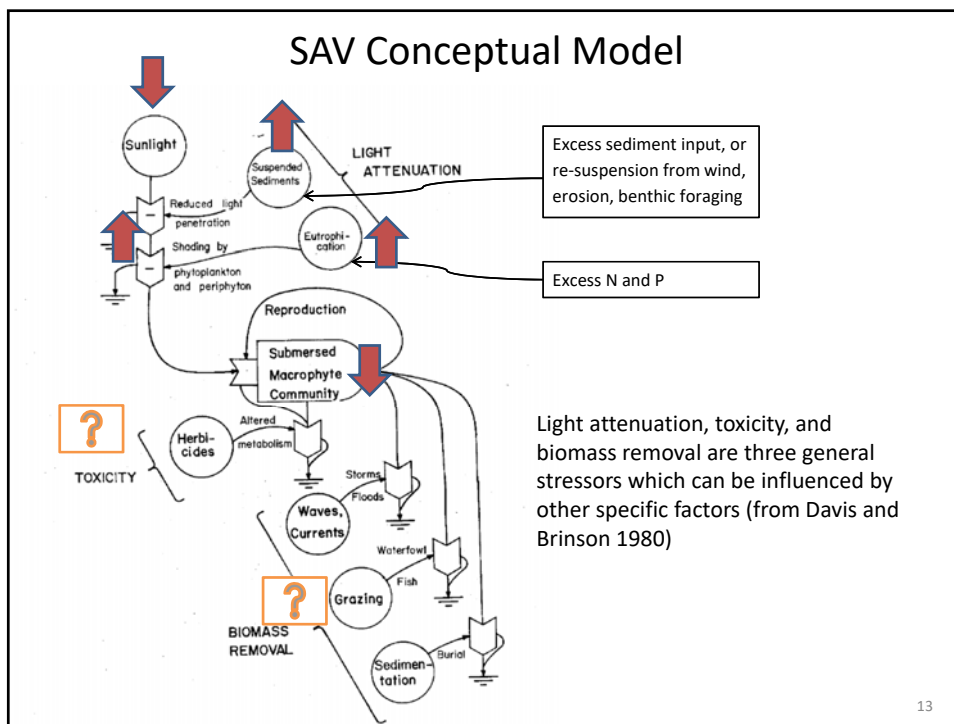 SAV Conceptual Model
Sunlight
Suspended
Sediments
LIGHT
ATTENUATION
Excess sediment input, or
re-suspension from wind,
erosion, benthic foraging
Reduced light
penetration
Eutrophi-
cation
Shading by
phytoplankton
and periphyton
Excess N and P
Reproduction
Submersed
Macrophyte
Community
?
TOXICITY
Herbi-
cides
Altered
metabolism
Light attenuation, toxicity, and
biomass removal are three general
stressors which can be influenced by
other specific factors (from Davis and
Brinson 1980)
Storms
Floods
Waves,
Currents
Waterfowl
Fish
?
Grazing
BIOMASS
REMOVAL
Burial
Sedimen-
tation
13